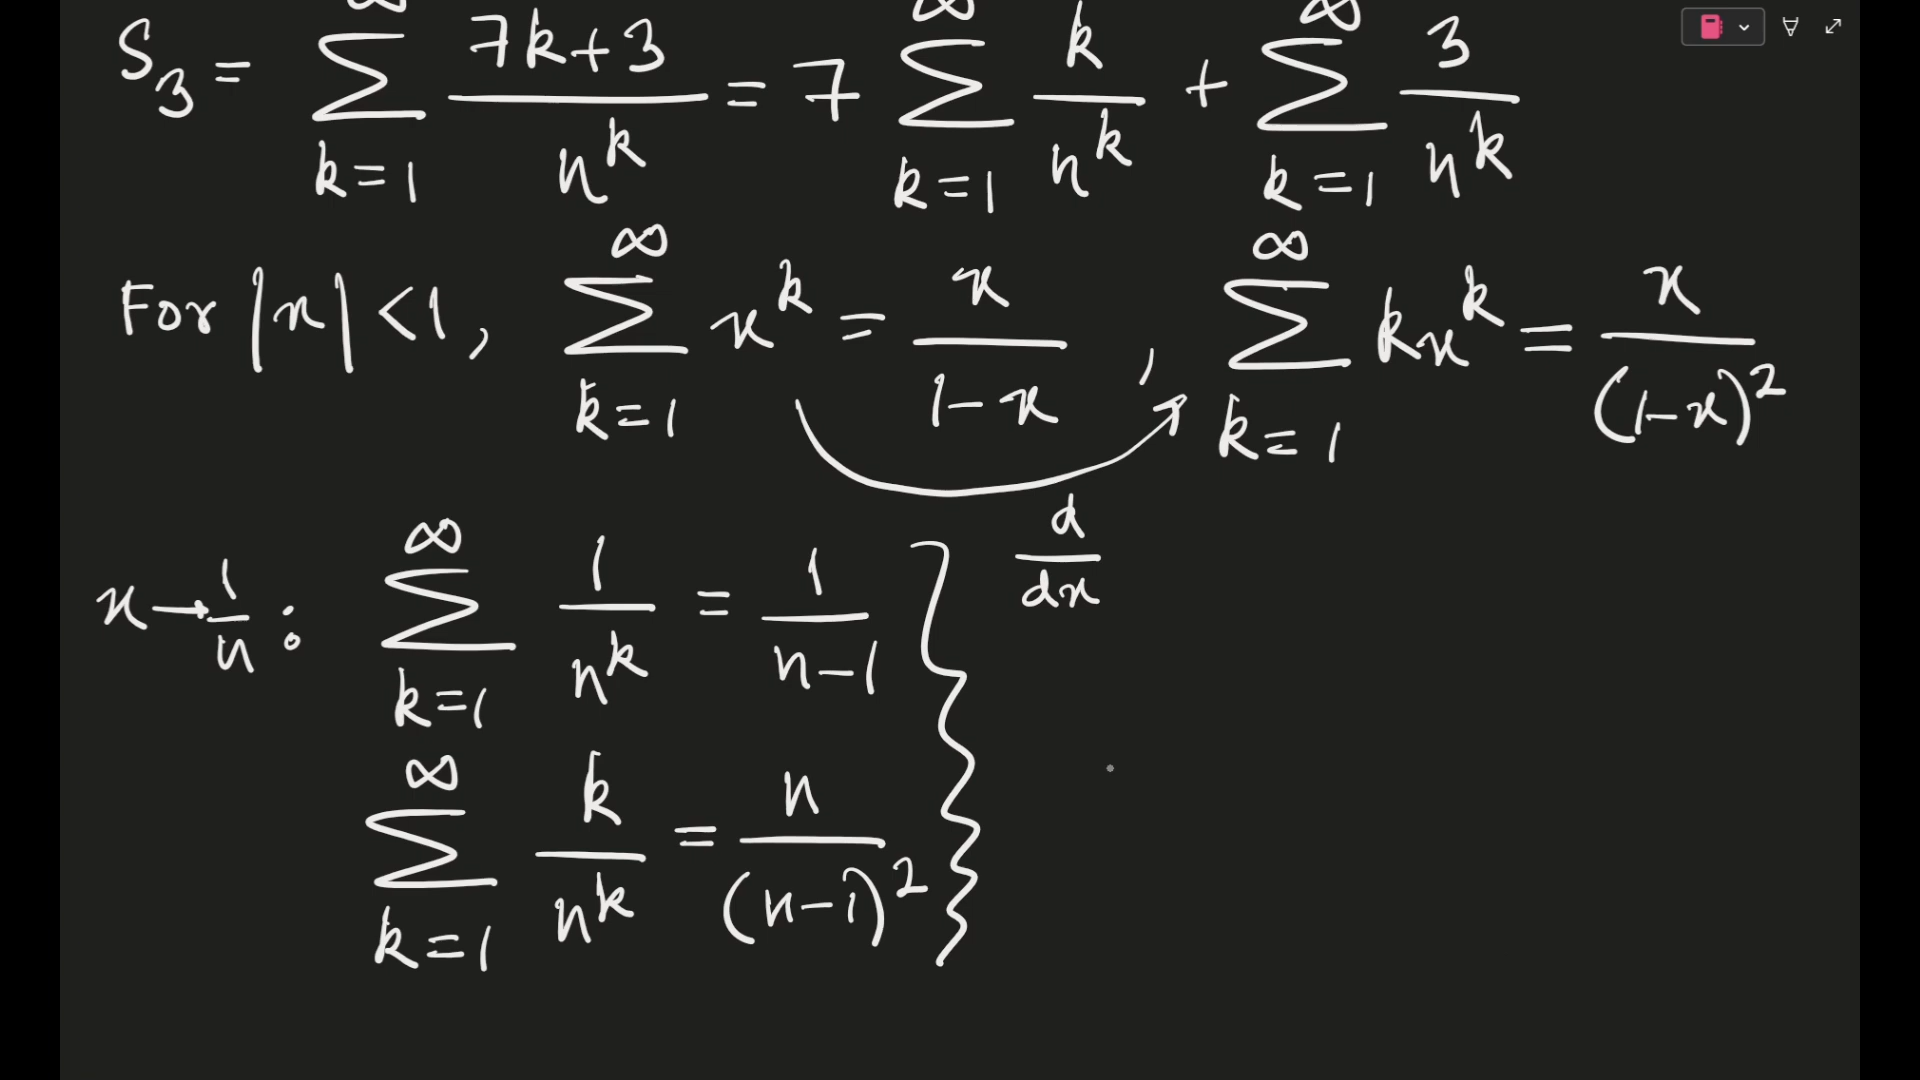 S₃ = ∑_{k=1}^{∞} (7k+3)/n^k = 7 ∑_{k=1}^{∞} k/n^k + ∑_{k=1}^{∞} 3/n^k
For |x| < 1, ∑_{k=1}^{∞} x^k = x/(1-x) , ∑_{k=1}^{∞} kx^k = x/(1-x)²
d/dx
x → 1/n : ∑_{k=1}^{∞} 1/n^k = 1/(n-1)
∑_{k=1}^{∞} k/n^k = n/(n-1)² }